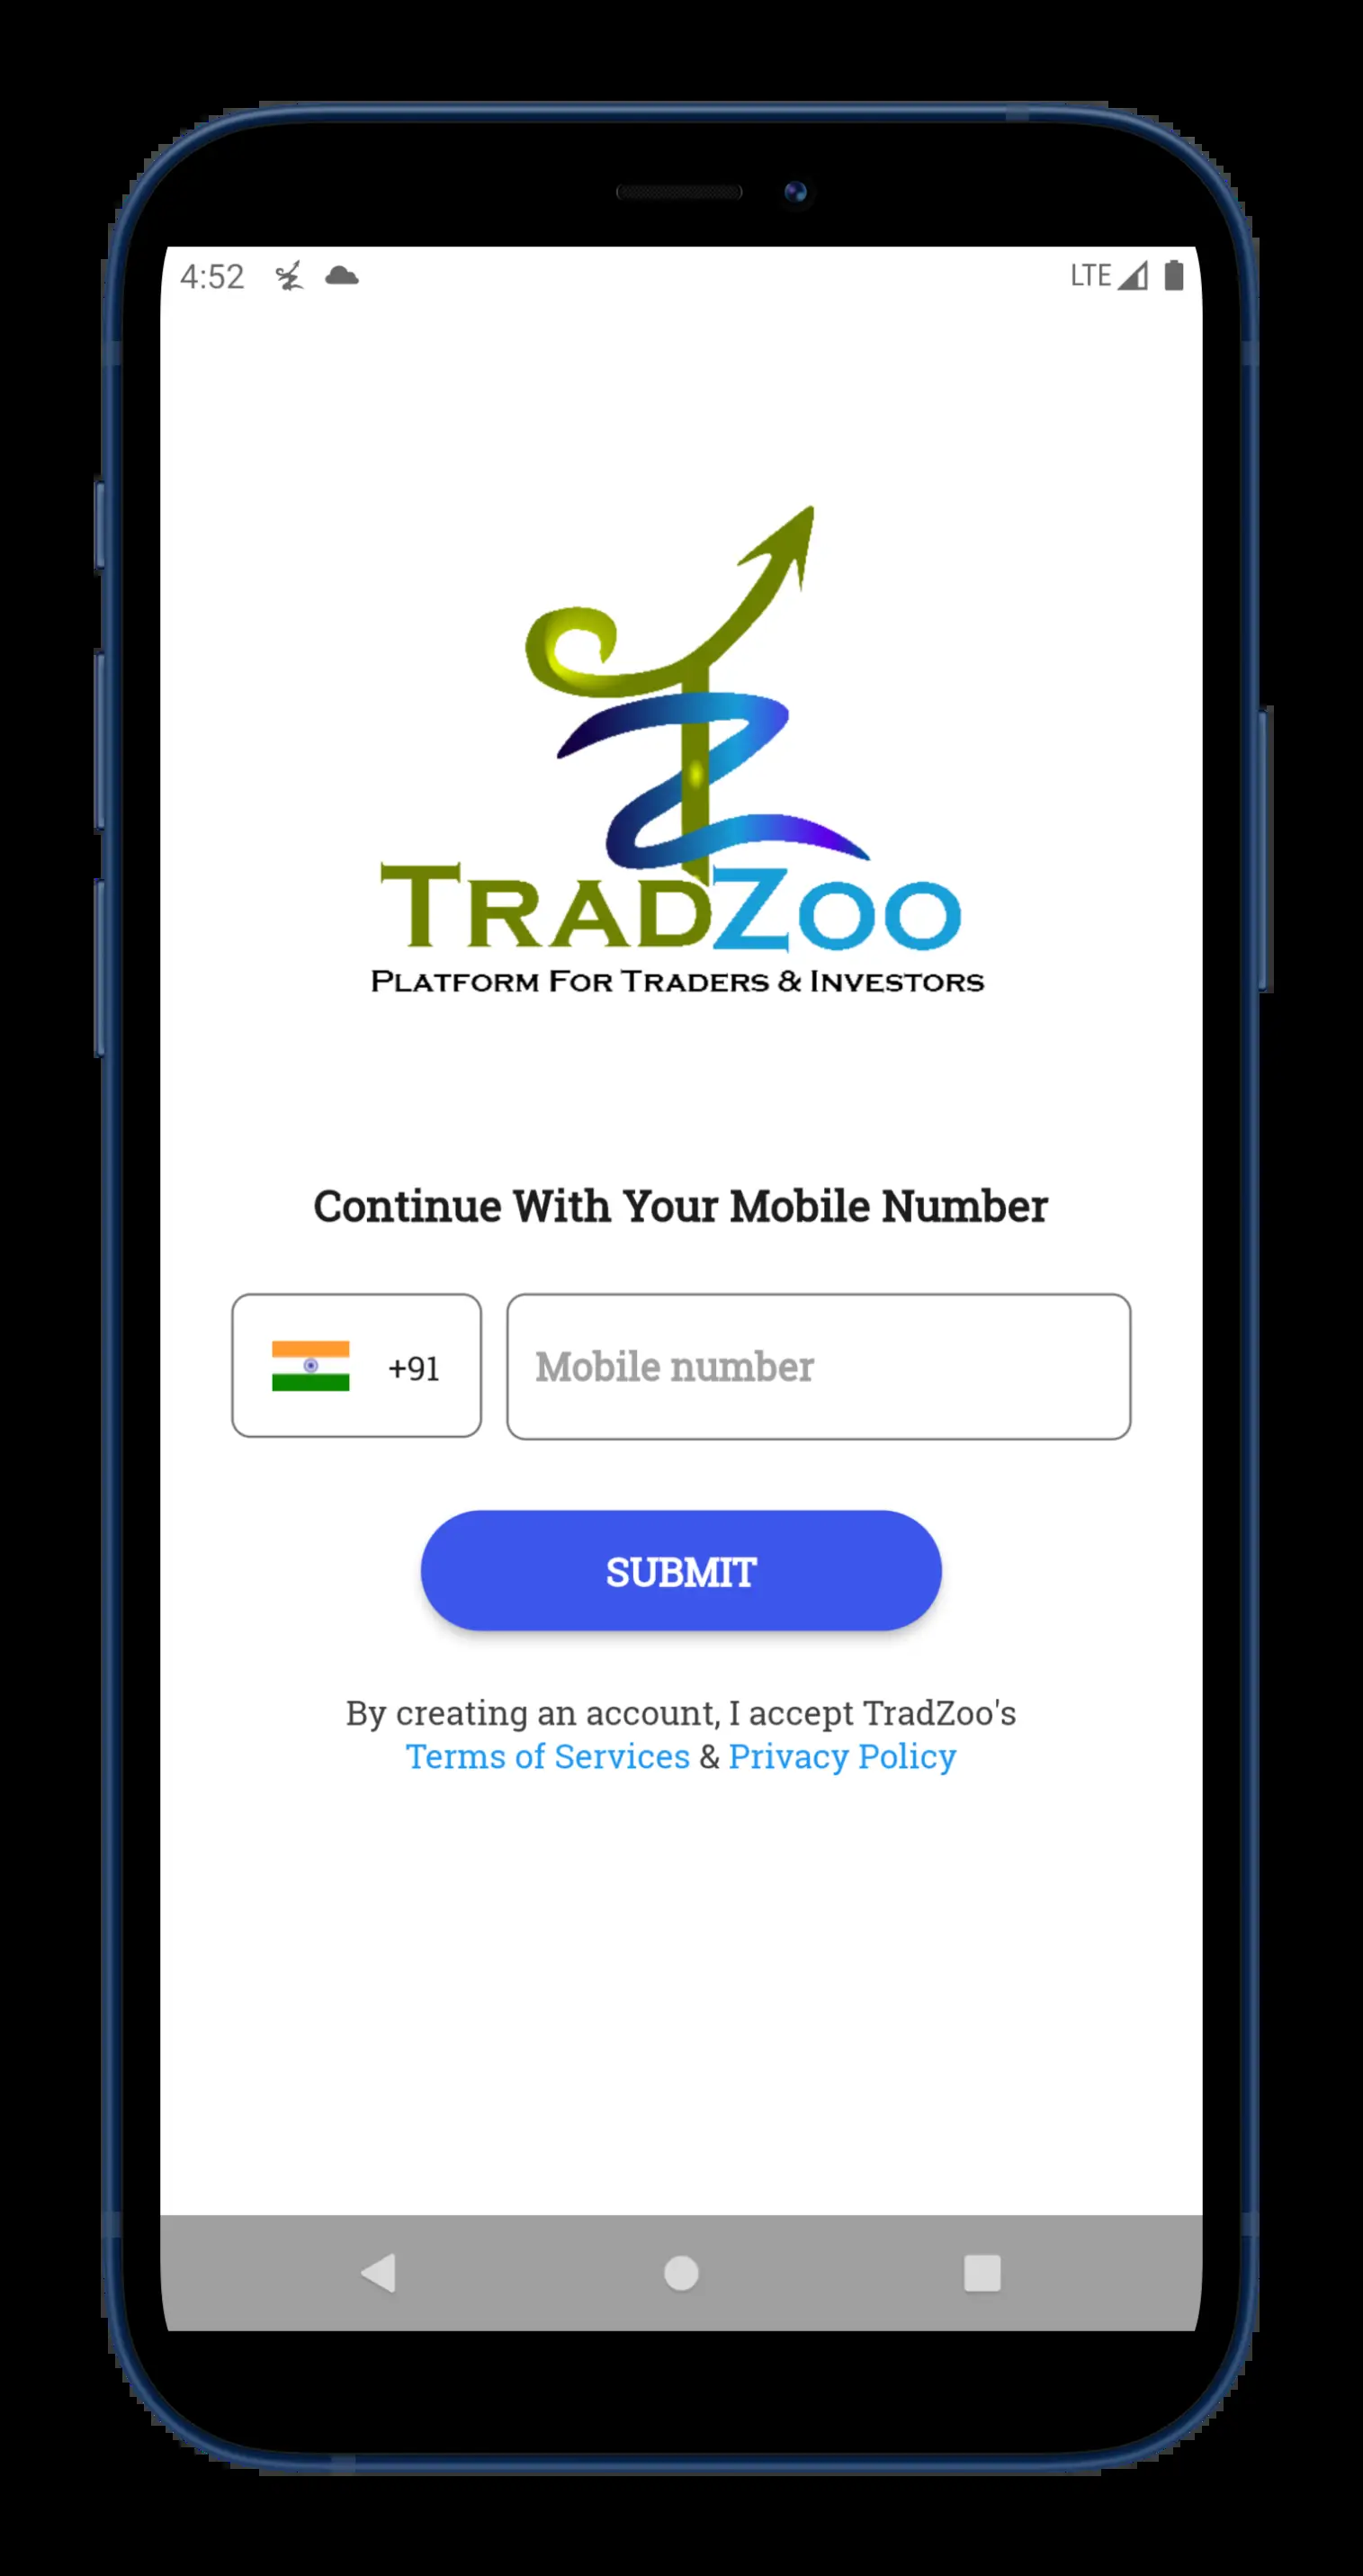 4:52 LTE
TRADZOO
PLATFORM FOR TRADERS & INVESTORS
Continue With Your Mobile Number
+91 Mobile number
SUBMIT
By creating an account, I accept TradZoo's
Terms of Services & Privacy Policy